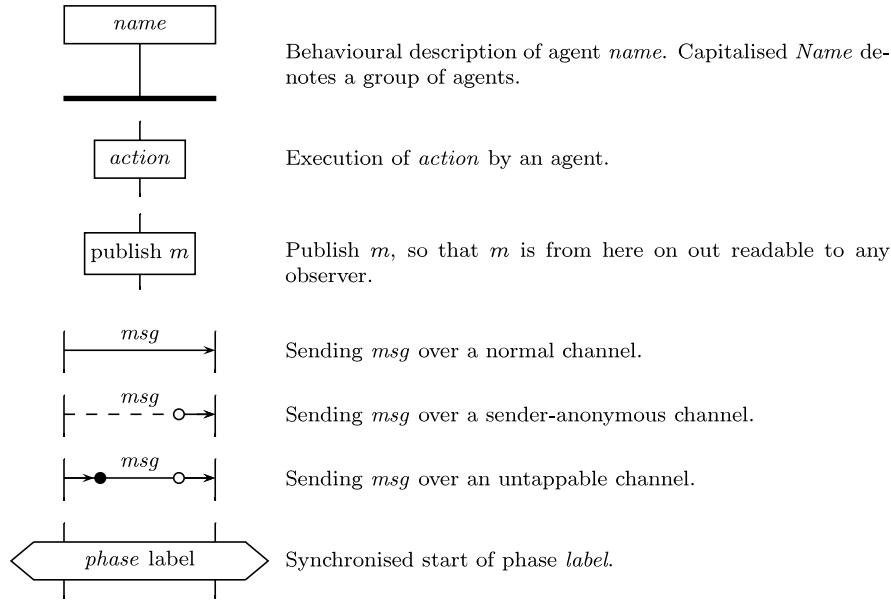 name
Behavioural description of agent name. Capitalised Name de-
notes a group of agents.
action
Execution of action by an agent.
publish m
Publish m, so that m is from here on out readable to any
observer.
msg
Sending msg over a normal channel.
msg
Sending msg over a sender-anonymous channel.
msg
Sending msg over an untappable channel.
phase label
Synchronised start of phase label.